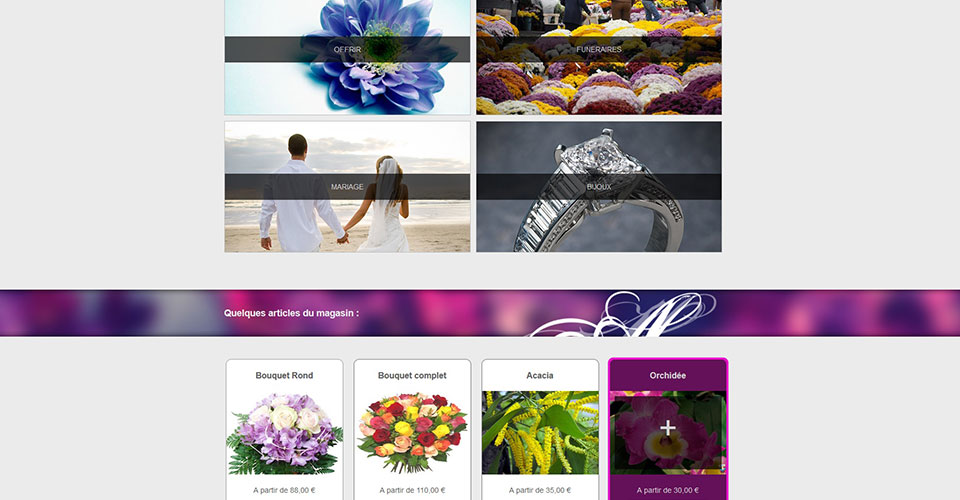 OFFRIR
FUNERAIRES
MARIAGE
BIJOUX
Quelques articles du magasin :
Bouquet Rond
Bouquet complet
Acacia
Orchidée
A partir de 88,00 €
A partir de 110,00 €
A partir de 35,00 €
A partir de 30,00 €